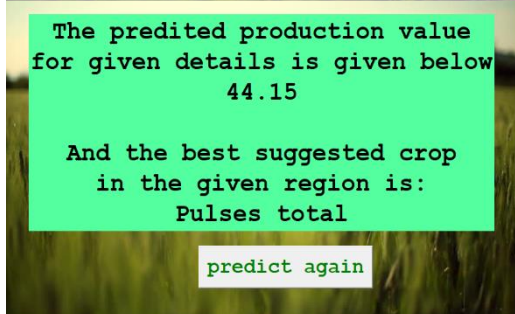 The predited production value
for given details is given below
44.15
And the best suggested crop
in the given region is:
Pulses total
predict again